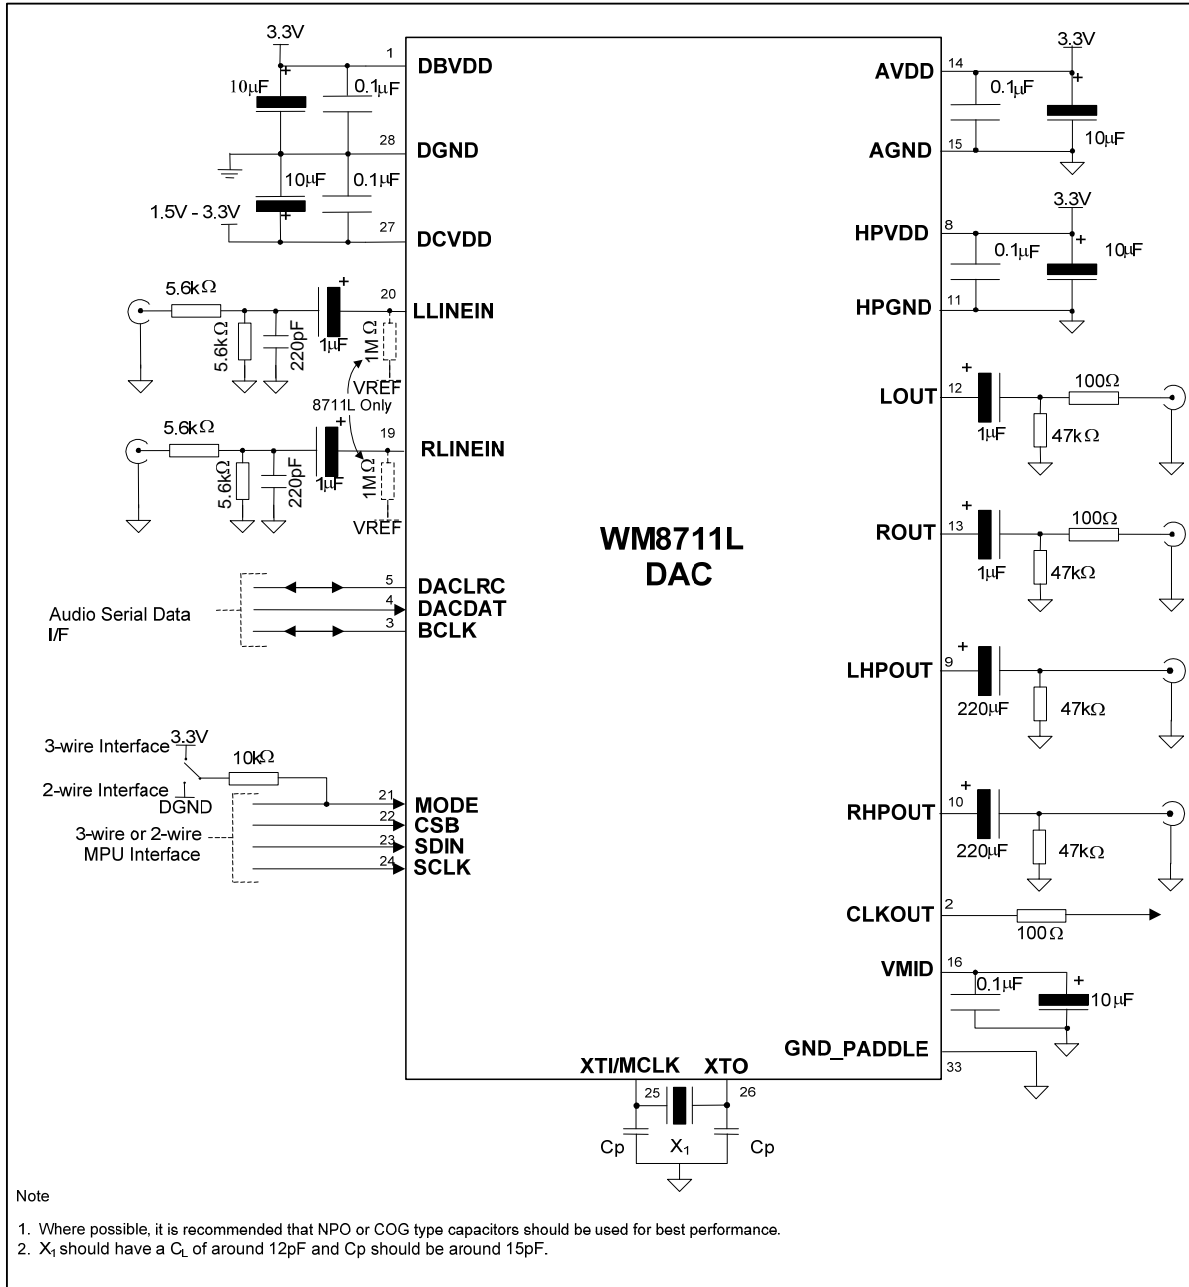 3.3V
1
DBVDD
10μF
+
0.1μF
28
DGND
10μF
0.1μF
1.5V - 3.3V
+
27
DCVDD
3.3V
14
AVDD
0.1μF
+
10μF
15
AGND
3.3V
8
HPVDD
0.1μF
+
10μF
11
HPGND
5.6kΩ
+
20
LLINEIN
5.6kΩ
220pF
1μF
1MΩ
VREF
8711L Only
5.6kΩ
+
19
RLINEIN
5.6kΩ
220pF
1μF
1MΩ
VREF
LOUT
12
+
1μF
100Ω
47kΩ
ROUT
13
+
1μF
100Ω
47kΩ
WM8711L
DAC
5
DACLRC
4
DACDAT
3
BCLK
Audio Serial Data
I/F
LHPOUT
9
+
220μF
47kΩ
3.3V
3-wire Interface
10kΩ
2-wire Interface
DGND
21
MODE
22
CSB
23
SDIN
24
SCLK
3-wire or 2-wire
MPU Interface
RHPOUT
10
+
220μF
47kΩ
CLKOUT
2
100Ω
VMID
16
0.1μF
+
10μF
GND_PADDLE
33
XTI/MCLK
XTO
25
26
Cp
X₁
Cp
Note
1. Where possible, it is recommended that NPO or COG type capacitors should be used for best performance.
2. X₁ should have a C_L of around 12pF and Cp should be around 15pF.